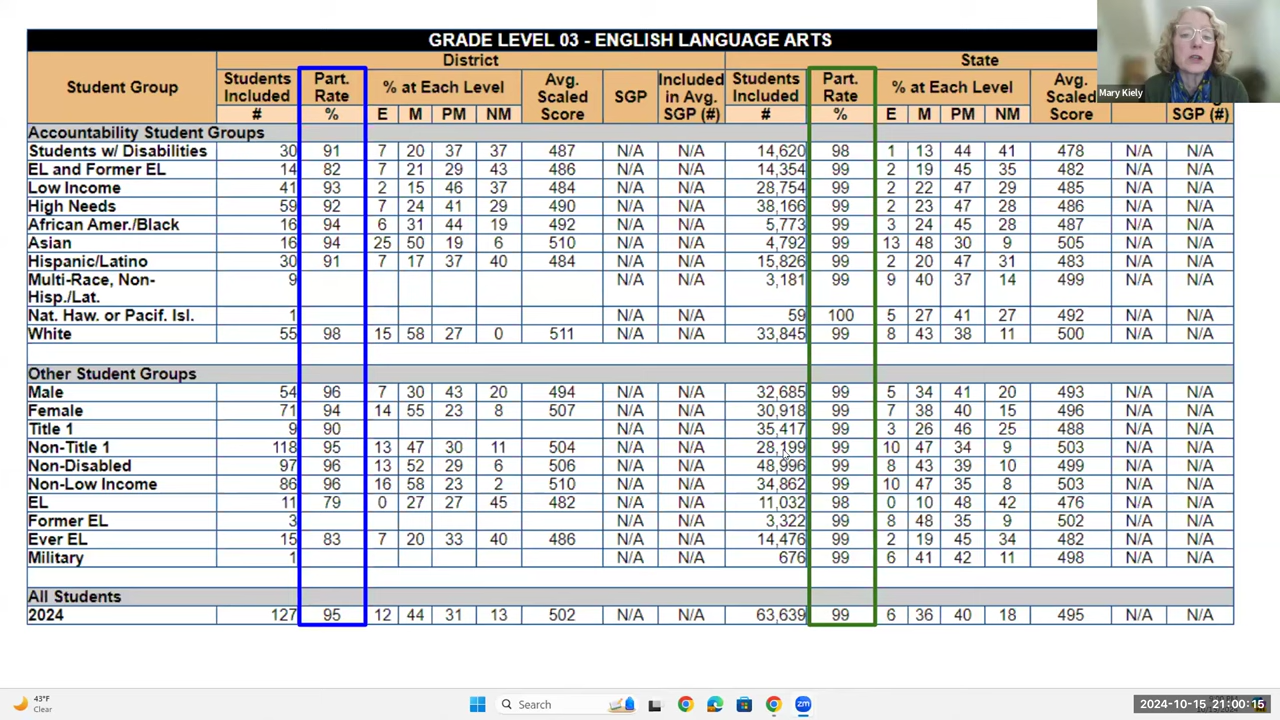 GRADE LEVEL 03 - ENGLISH LANGUAGE ARTS
District State
Student Group Students Included Part. Rate % at Each Level Avg. Scaled Score SGP Included in Avg. SGP (#) Students Included Part. Rate % at Each Level Avg. Scaled Score SGP (#)
# % E M PM NM # % E M PM NM
Accountability Student Groups
Students w/ Disabilities 30 91 7 20 37 37 487 N/A N/A 14,620 98 1 13 44 41 478 N/A N/A
EL and Former EL 14 82 7 21 29 43 486 N/A N/A 14,354 99 2 19 45 35 482 N/A N/A
Low Income 41 93 2 15 46 37 484 N/A N/A 28,754 99 2 22 47 29 485 N/A N/A
High Needs 59 92 7 24 41 29 490 N/A N/A 38,166 99 2 23 47 28 486 N/A N/A
African Amer./Black 16 94 6 31 44 19 492 N/A N/A 5,773 99 3 24 45 28 487 N/A N/A
Asian 16 94 25 50 19 6 510 N/A N/A 4,792 99 13 48 30 9 505 N/A N/A
Hispanic/Latino 30 91 7 17 37 40 484 N/A N/A 15,826 99 2 20 47 31 483 N/A N/A
Multi-Race, Non- 9 N/A N/A 3,181 99 9 40 37 14 499 N/A N/A
Hisp./Lat.
Nat. Haw. or Pacif. Isl. 1 N/A N/A 59 100 5 27 41 27 492 N/A N/A
White 55 98 15 58 27 0 511 N/A N/A 33,845 99 8 43 38 11 500 N/A N/A
Other Student Groups
Male 54 96 7 30 43 20 494 N/A N/A 32,685 99 5 34 41 20 493 N/A N/A
Female 71 94 14 55 23 8 507 N/A N/A 30,918 99 7 38 40 15 496 N/A N/A
Title 1 9 90 N/A N/A 35,417 99 3 26 46 25 488 N/A N/A
Non-Title 1 118 95 13 47 30 11 504 N/A N/A 28,199 99 10 47 34 9 503 N/A N/A
Non-Disabled 97 96 13 52 29 6 506 N/A N/A 48,996 99 8 43 39 10 499 N/A N/A
Non-Low Income 86 96 16 58 23 2 510 N/A N/A 34,862 99 10 47 35 8 503 N/A N/A
EL 11 79 0 27 27 45 482 N/A N/A 11,032 98 0 10 48 42 476 N/A N/A
Former EL 3 N/A N/A 3,322 99 8 48 35 9 502 N/A N/A
Ever EL 15 83 7 20 33 40 486 N/A N/A 14,476 99 2 19 45 34 482 N/A N/A
Military 1 N/A N/A 676 99 6 41 42 11 498 N/A N/A
All Students
2024 127 95 12 44 31 13 502 N/A N/A 63,639 99 6 36 40 18 495 N/A N/A
Mary Kiely
43°F
Clear
Search
zm zm
2024-10-15 21:00:15